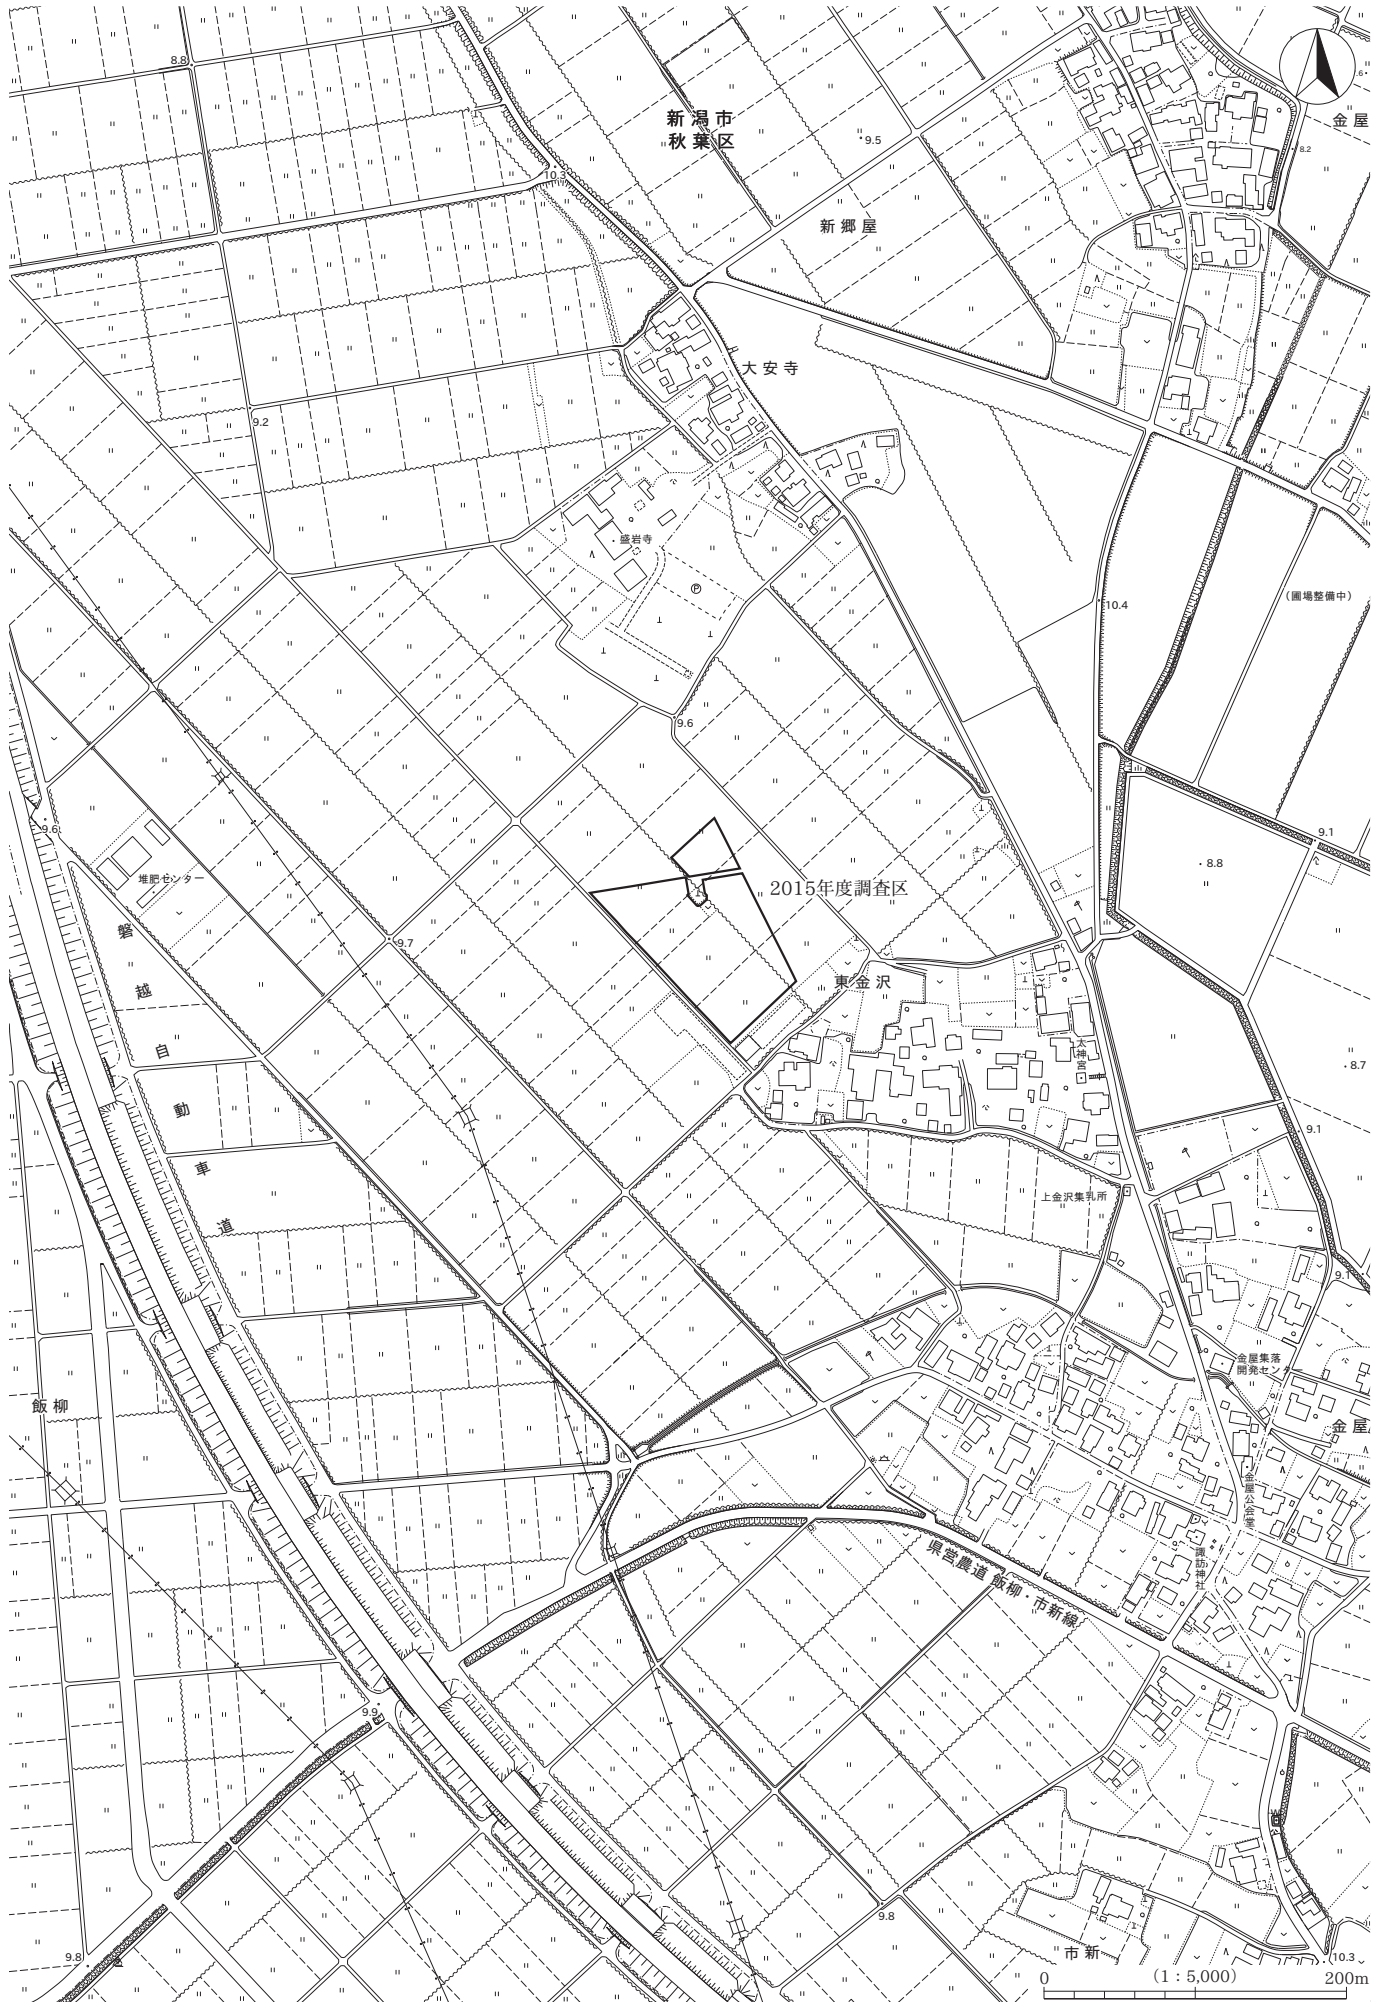 8.8
新潟市
秋葉区
9.5
金屋
8.2
10.3
新郷屋
大安寺
9.2
盛岩寺
P
(圃場整備中)
10.4
9.6
9.6
9.1
8.8
堆肥センター
2015年度調査区
磐越自動車道
9.7
東金沢
太神宮
8.7
9.1
上金沢集乳所
9.1
金屋集落
開発センター
飯柳
金屋
金屋公会堂
県営農道 飯柳・市新線
諏訪神社
9.9
9.8
9.8
市新
10.3
0
(1:5,000)
200m